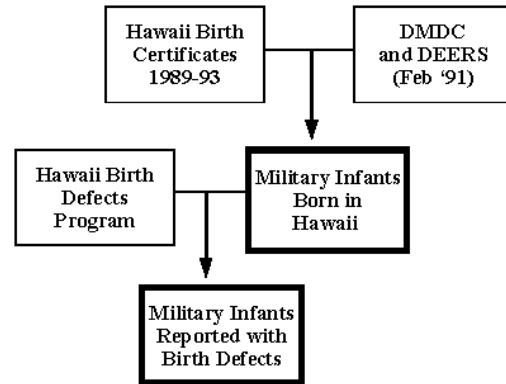 Hawaii Birth
Certificates
1989-93
DMDC
and DEERS
(Feb ‘91)
Hawaii Birth
Defects
Program
Military Infants
Born in
Hawaii
Military Infants
Reported with
Birth Defects